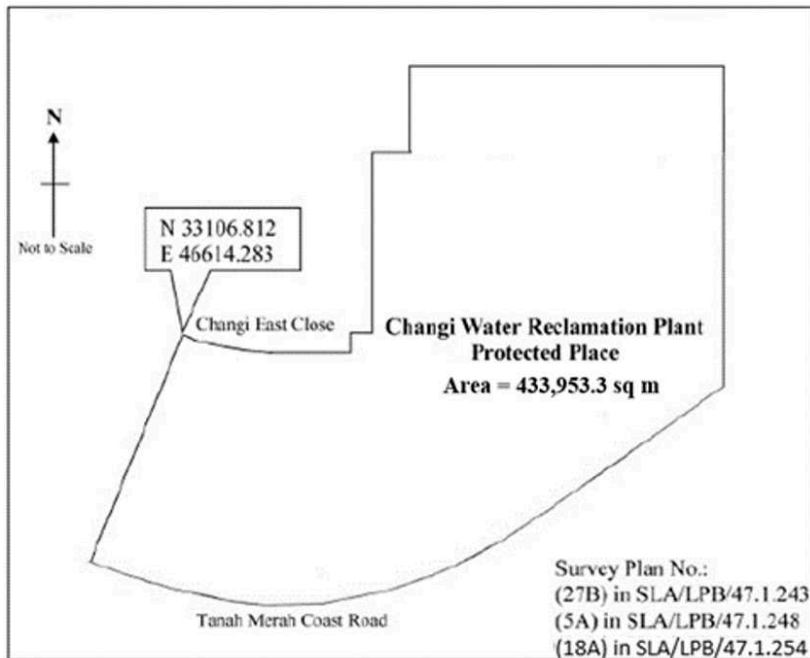 N
Not to Scale
N 33106.812
E 46614.283
Changi East Close
Changi Water Reclamation Plant
Protected Place
Area = 433,953.3 sq m
Tanah Merah Coast Road
Survey Plan No.:
(27B) in SLA/LPB/47.1.243
(5A) in SLA/LPB/47.1.248
(18A) in SLA/LPB/47.1.254